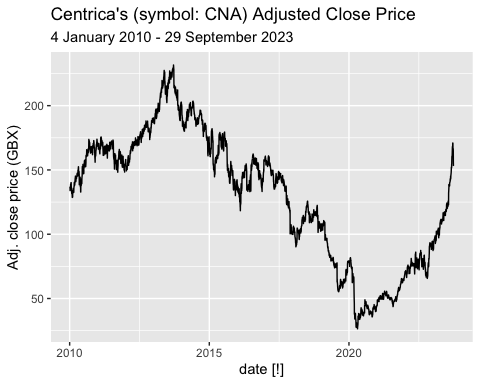 Centrica's (symbol: CNA) Adjusted Close Price
4 January 2010 - 29 September 2023
Adj. close price (GBX)
200
150
100
50
2010
2015
2020
date [!]